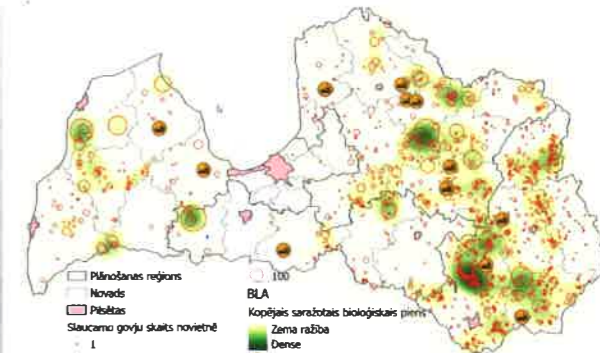 Plānošanas reģions
Novads
Pilsētas
Slaucamo govju skaits novietnē
1
100
BLA
Kopējais saražotais bioloģiskais piens
Zema ražība
Dense